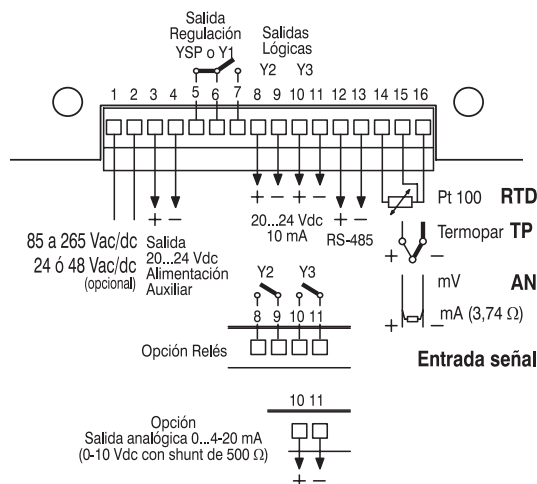 Salida
Regulación
YSP o Y1
Salidas
Lógicas
Y2 Y3
1 2 3 4 5 6 7 8 9 10 11 12 13 14 15 16
+ −
+ − + −
+ −
85 a 265 Vac/dc
24 ó 48 Vac/dc
(opcional)
Salida
20...24 Vdc
Alimentación
Auxiliar
20...24 Vdc
10 mA
RS-485
Pt 100 RTD
Termopar TP
+ −
mV AN
mA (3,74 Ω)
+ −
Entrada señal
Y2 Y3
8 9 10 11
Opción Relés
10 11
Opción
Salida analógica 0...4-20 mA
(0-10 Vdc con shunt de 500 Ω)
+ −